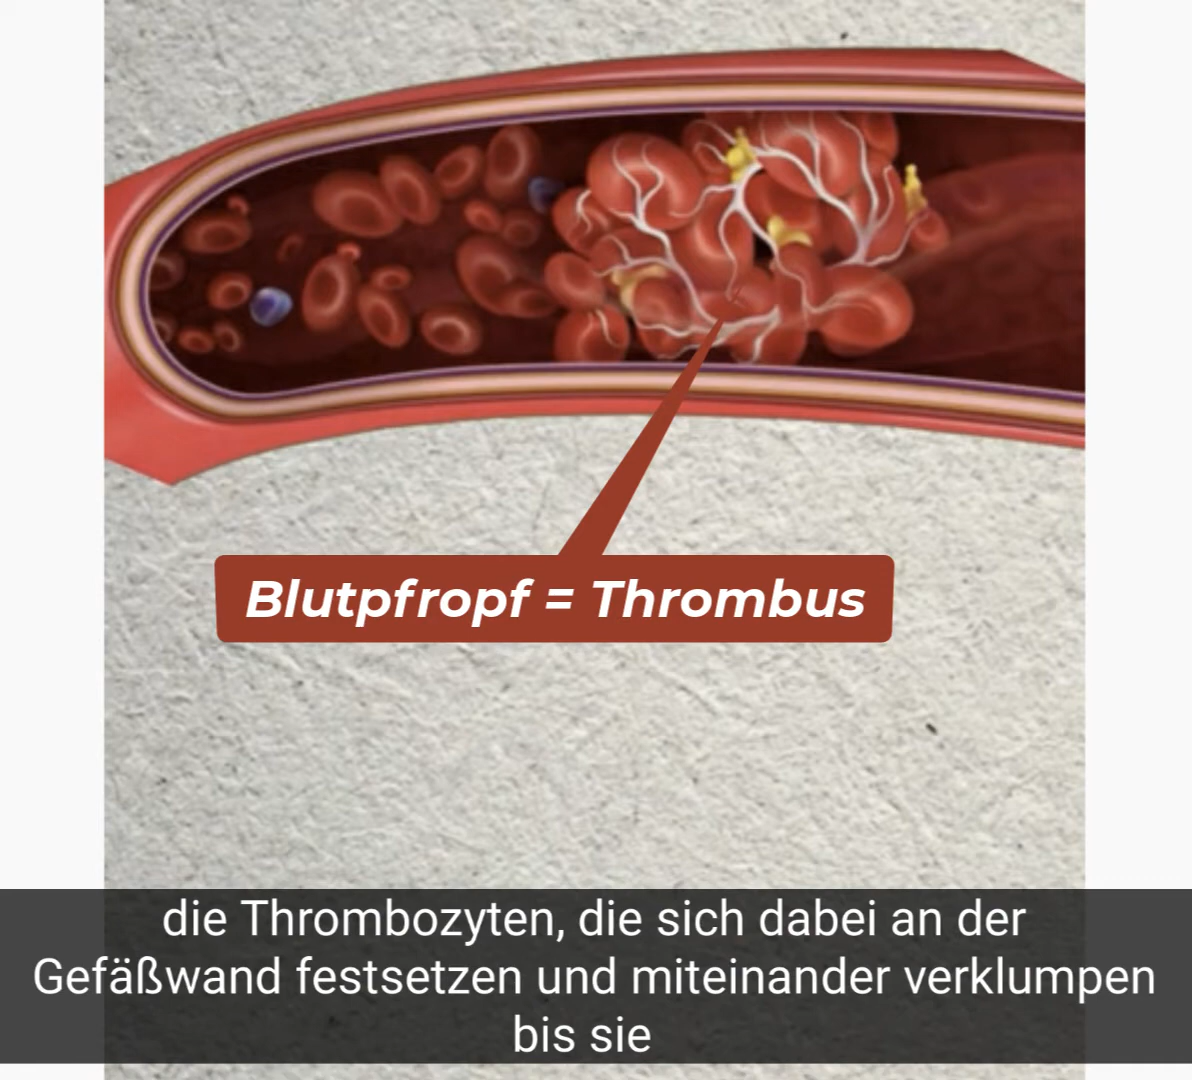 Blutpfropf = Thrombus
die Thrombozyten, die sich dabei an der
Gefäßwand festsetzen und miteinander verklumpen
bis sie